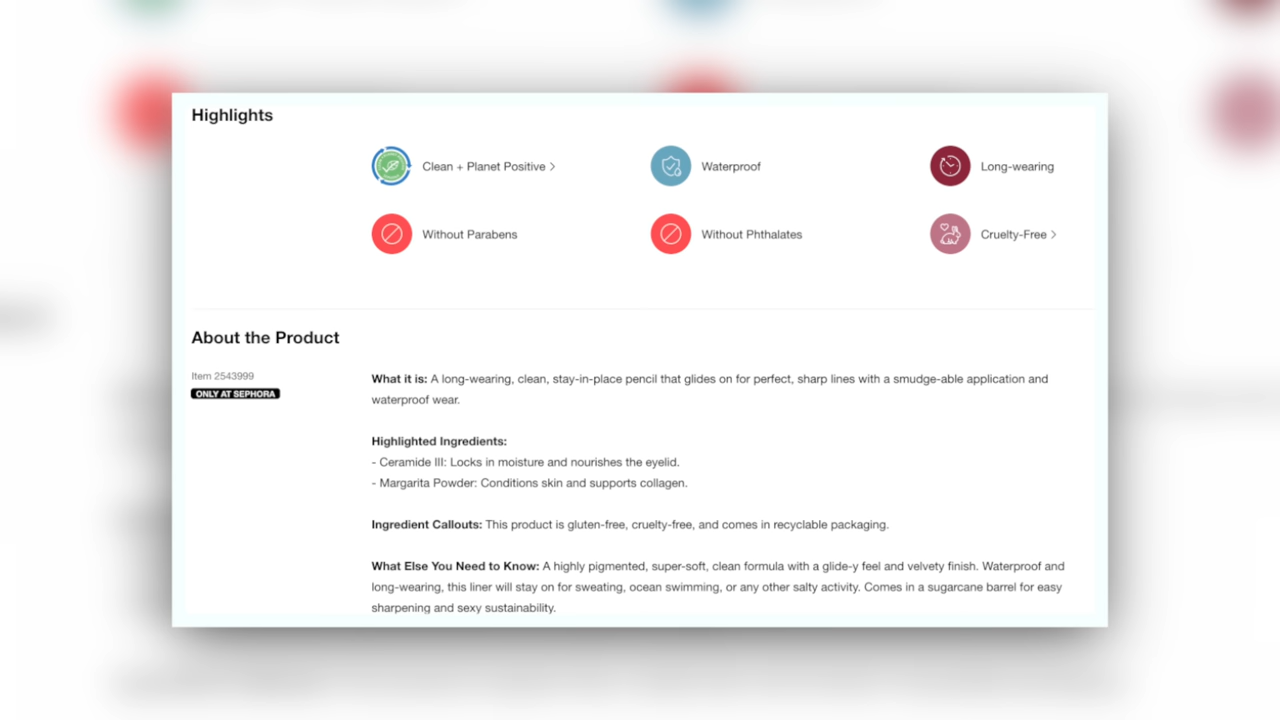 Highlights
Clean + Planet Positive >
Waterproof
Long-wearing
Without Parabens
Without Phthalates
Cruelty-Free >
About the Product
Item 2543999
ONLY AT SEPHORA
What it is: A long-wearing, clean, stay-in-place pencil that glides on for perfect, sharp lines with a smudge-able application and
waterproof wear.
Highlighted Ingredients:
- Ceramide III: Locks in moisture and nourishes the eyelid.
- Margarita Powder: Conditions skin and supports collagen.
Ingredient Callouts: This product is gluten-free, cruelty-free, and comes in recyclable packaging.
What Else You Need to Know: A highly pigmented, super-soft, clean formula with a glide-y feel and velvety finish. Waterproof and
long-wearing, this liner will stay on for sweating, ocean swimming, or any other salty activity. Comes in a sugarcane barrel for easy
sharpening and sexy sustainability.